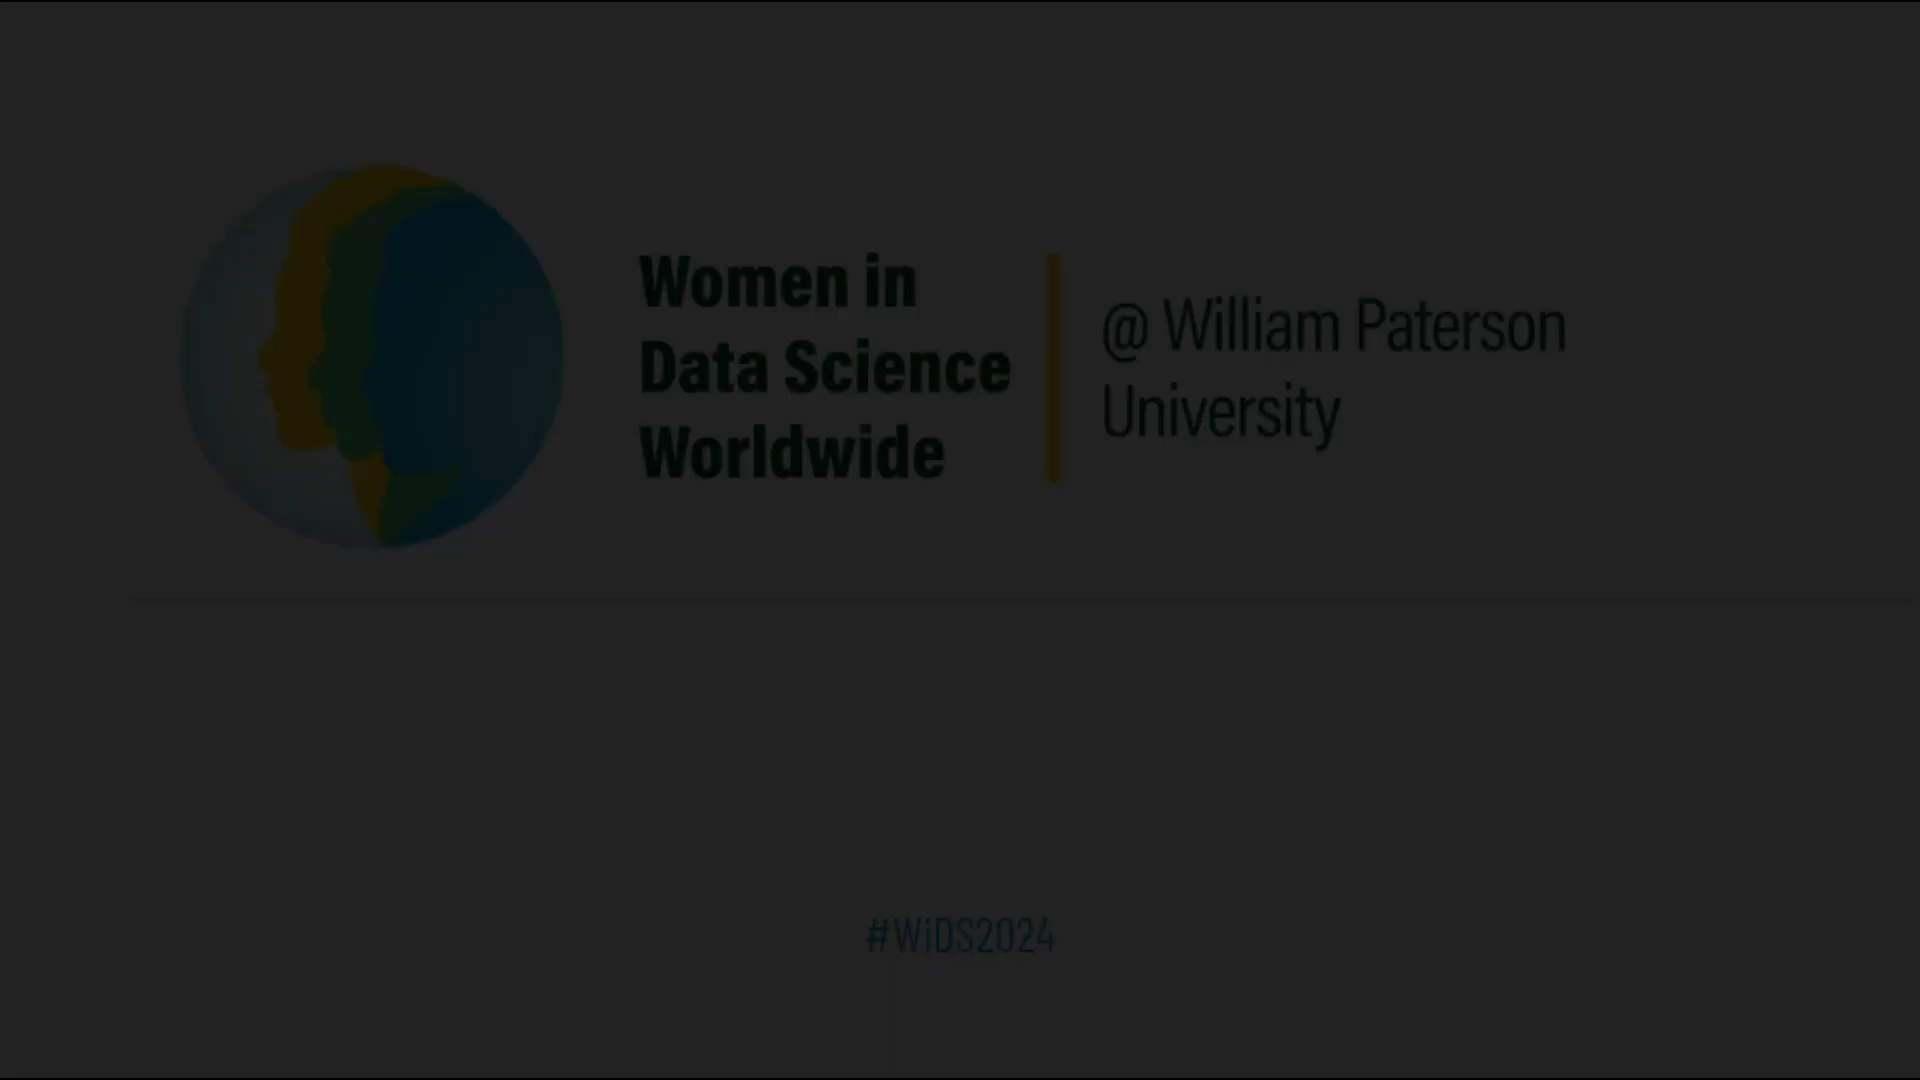 Women in
Data Science
Worldwide
@ William Paterson
University
#WiDS2024